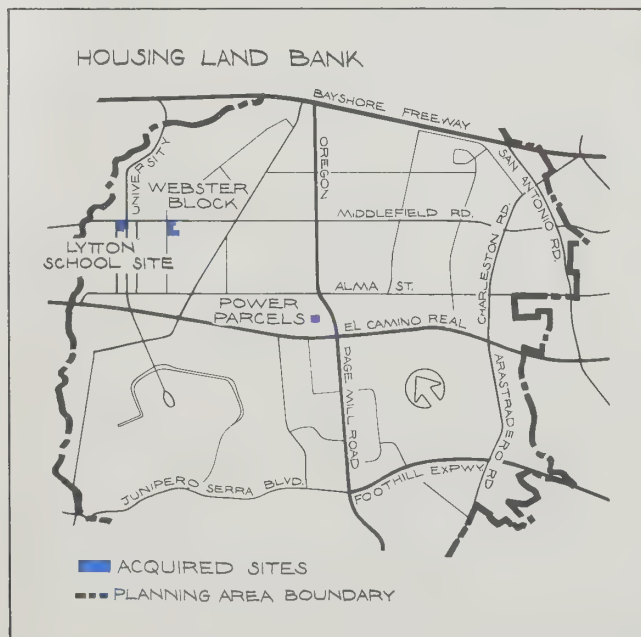 HOUSING LAND BANK
BAYSHORE FREEWAY
UNIVERSITY
OREGON
SAN ANTONIO RD.
WEBSTER
BLOCK
MIDDLEFIELD RD.
LYTTON
SCHOOL SITE
CHARLESTON RD.
ALMA ST.
POWER
PARCELS
EL CAMINO REAL
PAGE MILL ROAD
ARASTRADERO RD
JUNIPERO SERRA BLVD.
FOOTHILL EXPWY.
ACQUIRED SITES
PLANNING AREA BOUNDARY